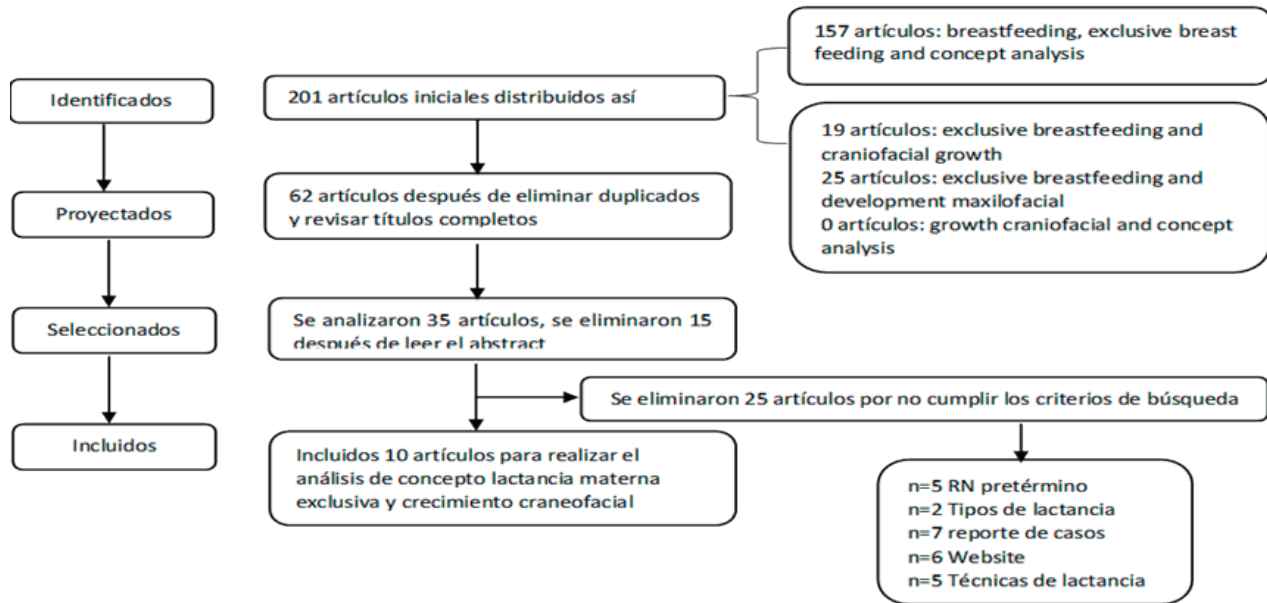 157 artículos: breastfeeding, exclusive breast
feeding and concept analysis
Identificados
201 artículos iniciales distribuidos así
19 artículos: exclusive breastfeeding and
craniofacial growth
25 artículos: exclusive breastfeeding and
development maxilofacial
0 artículos: growth craniofacial and concept
analysis
Proyectados
62 artículos después de eliminar duplicados
y revisar títulos completos
Seleccionados
Se analizaron 35 artículos, se eliminaron 15
después de leer el abstract
Se eliminaron 25 artículos por no cumplir los criterios de búsqueda
Incluidos
Incluidos 10 artículos para realizar el
análisis de concepto lactancia materna
exclusiva y crecimiento craneofacial
n=5 RN pretérmino
n=2 Tipos de lactancia
n=7 reporte de casos
n=6 Website
n=5 Técnicas de lactancia